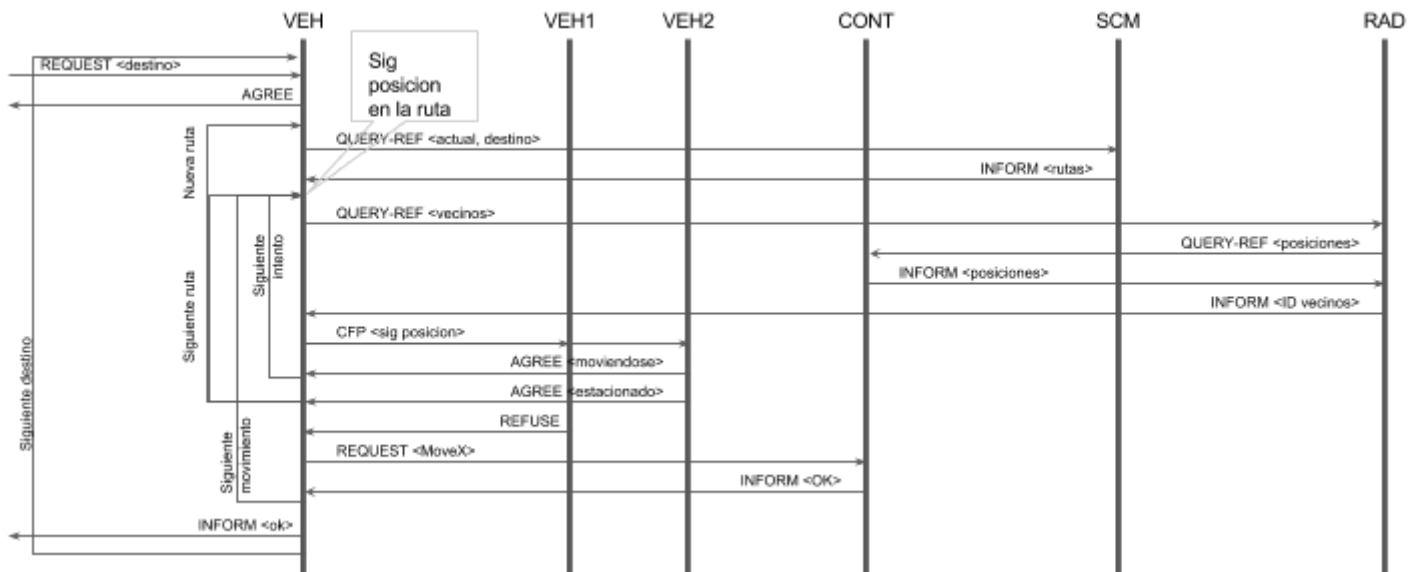 VEH
VEH1
VEH2
CONT
SCM
RAD
REQUEST <destino>
Sig
posicion
en la ruta
AGREE
Nueva ruta
QUERY-REF <actual, destino>
INFORM <rutas>
QUERY-REF <vecinos>
QUERY-REF <posiciones>
Siguiente
intento
INFORM <posiciones>
Siguiente ruta
INFORM <ID vecinos>
CFP <sig posicion>
AGREE <moviendose>
Siguiente destino
AGREE <estacionado>
REFUSE
Siguiente
movimiento
REQUEST <MoveX>
INFORM <OK>
INFORM <ok>